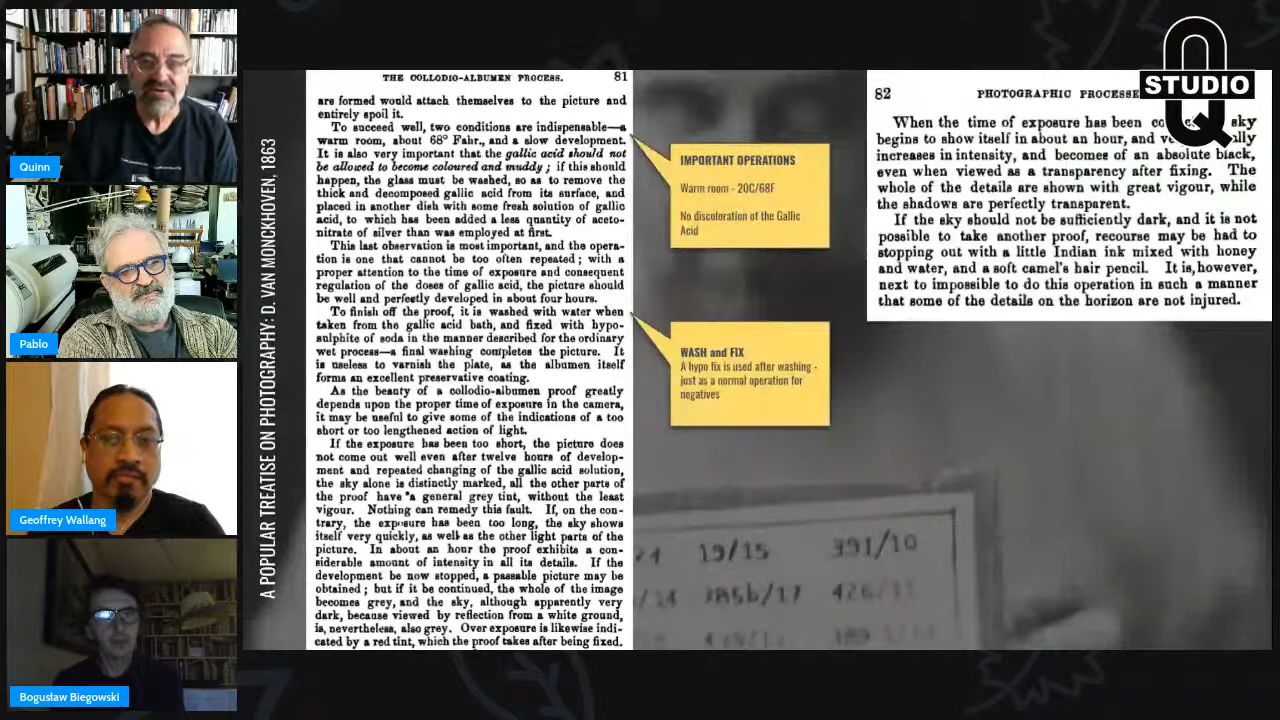 Quinn
Pablo
Geoffrey Wallang
Bogusław Biegowski
STUDIO
A POPULAR TREATISE ON PHOTOGRAPHY: D. VAN MONCKHOVEN, 1863
THE COLLODIO-ALBUMEN PROCESS. 81
are formed would attach themselves to the picture and
entirely spoil it.
To succeed well, two conditions are indispensable—a
warm room, about 68° Fahr., and a slow development.
It is also very important that the gallic acid should not
be allowed to become coloured and muddy; if this should
happen, the glass must be washed, so as to remove the
thick and decomposed gallic acid from its surface, and
placed in another dish with some fresh solution of gallic
acid, to which has been added a less quantity of aceto-
nitrate of silver than was employed at first.
This last observation is most important, and the opera-
tion is one that cannot be too often repeated; with a
proper attention to the time of exposure and consequent
regulation of the doses of gallic acid, the picture should
be well and perfectly developed in about four hours.
To finish off the proof, it is washed with water when
taken from the gallic acid bath, and fixed with hypo-
sulphite of soda in the manner described for the ordinary
wet process—a final washing completes the picture. It
is useless to varnish the plate, as the albumen itself
forms an excellent preservative coating.
As the beauty of a collodio-albumen proof greatly
depends upon the proper time of exposure in the camera,
it may be useful to give some of the indications of a too
short or too lengthened action of light.
If the exposure has been too short, the picture does
not come out well even after twelve hours of develop-
ment and repeated changing of the gallic acid solution,
the sky alone is distinctly marked, all the other parts of
the proof have a general grey tint, without the least
vigour. Nothing can remedy this fault. If, on the con-
trary, the exposure has been too long, the sky shows
itself very quickly, as well as the other light parts of the
picture. In about an hour the proof exhibits a con-
siderable amount of intensity in all its details. If the
development be now stopped, a passable picture may be
obtained; but if it be continued, the whole of the image
becomes grey, and the sky, although apparently very
dark, because viewed by reflection from a white ground,
is, nevertheless, also grey. Over exposure is likewise indi-
cated by a red tint, which the proof takes after being fixed.
IMPORTANT OPERATIONS
Warm room - 20C/68F
No discoloration of the Gallic
Acid
WASH and FIX
A hypo fix is used after washing -
just as a normal operation for
negatives
82 PHOTOGRAPHIC PROCESSE
When the time of exposure has been sky
begins to show itself in about an hour, and
increases in intensity, and becomes of an absolute black,
even when viewed as a transparency after fixing. The
whole of the details are shown with great vigour, while
the shadows are perfectly transparent.
If the sky should not be sufficiently dark, and it is not
possible to take another proof, recourse may be had to
stopping out with a little Indian ink mixed with honey
and water, and a soft camel's hair pencil. It is, however,
next to impossible to do this operation in such a manner
that some of the details on the horizon are not injured.
19/15 391/10